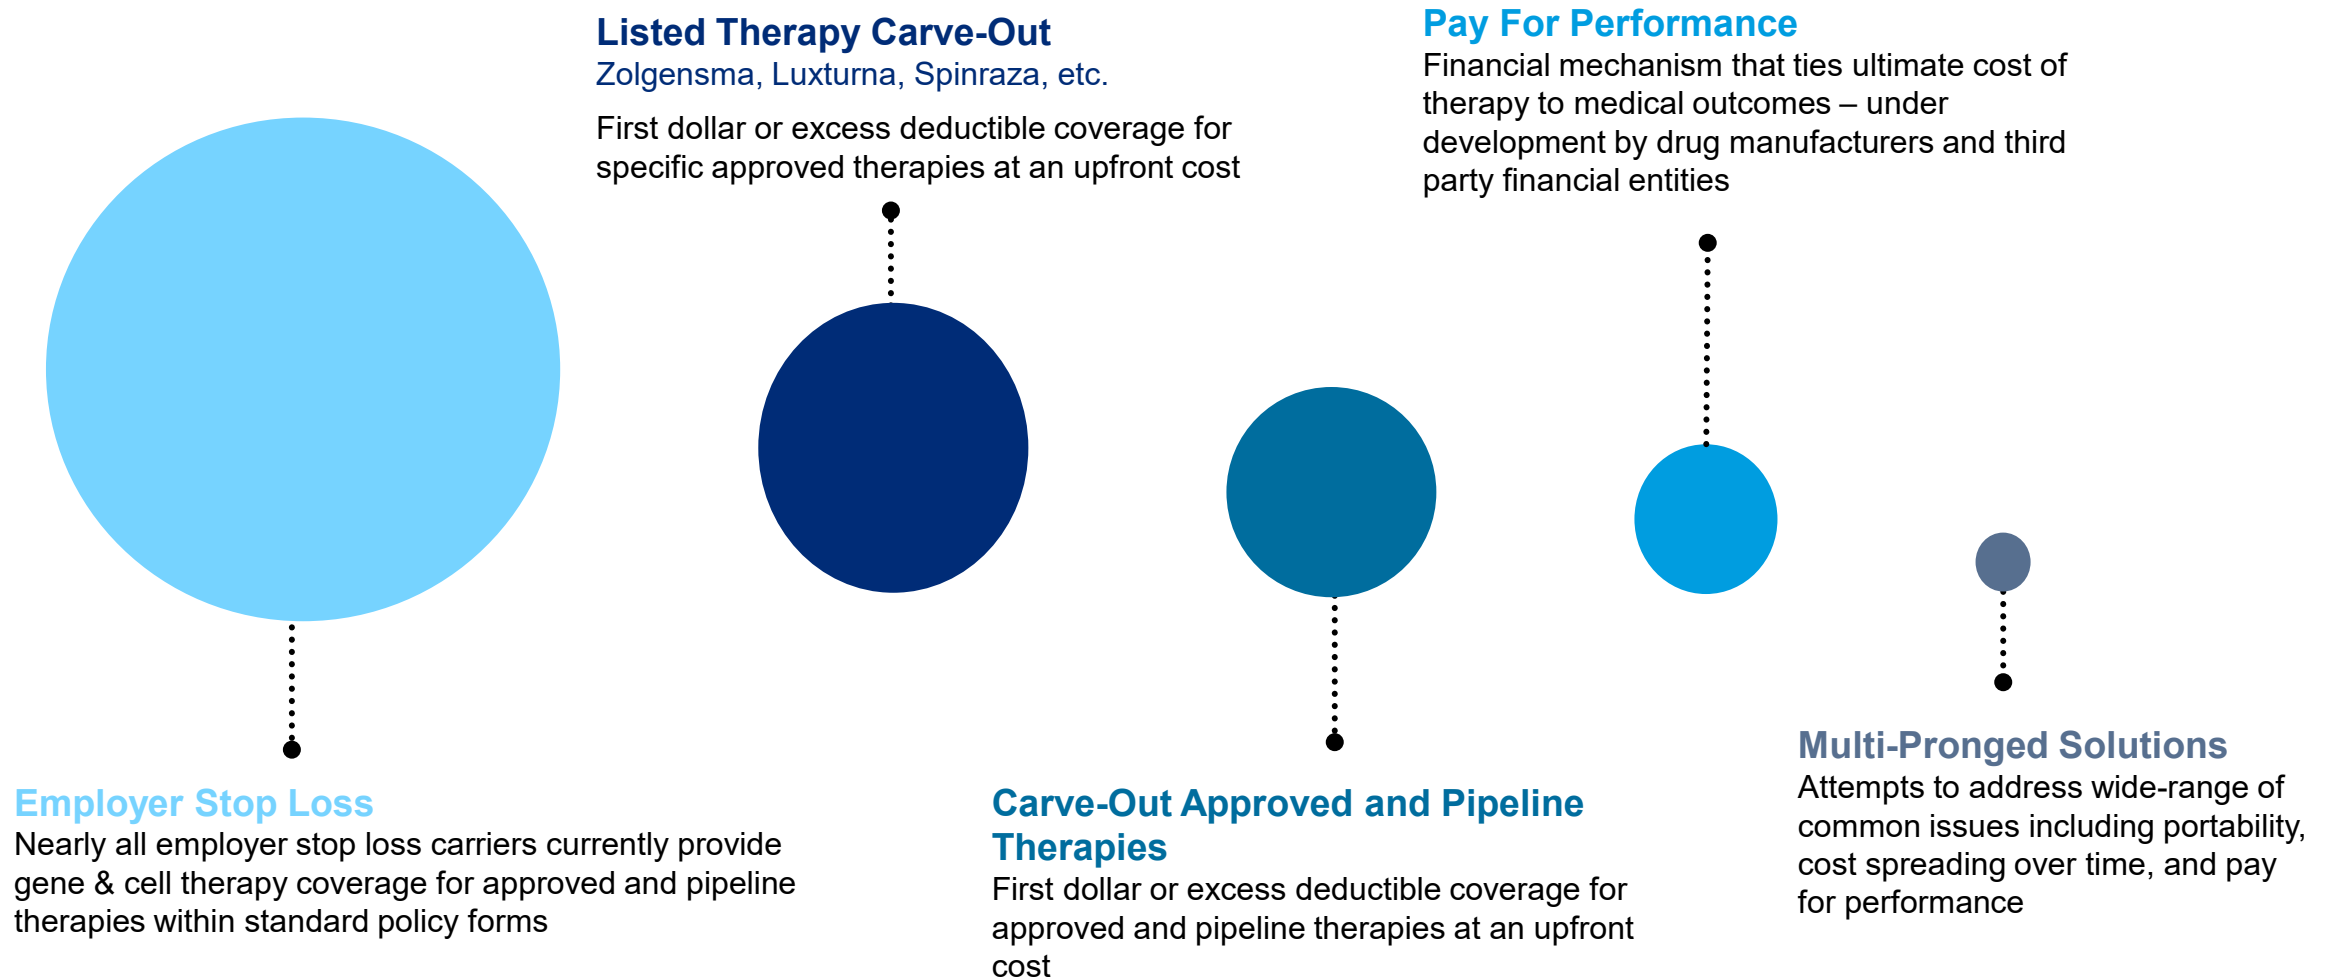 Listed Therapy Carve-Out
Zolgensma, Luxturna, Spinraza, etc.
First dollar or excess deductible coverage for
specific approved therapies at an upfront cost
Pay For Performance
Financial mechanism that ties ultimate cost of
therapy to medical outcomes – under
development by drug manufacturers and third
party financial entities
Employer Stop Loss
Nearly all employer stop loss carriers currently provide
gene & cell therapy coverage for approved and pipeline
therapies within standard policy forms
Carve-Out Approved and Pipeline
Therapies
First dollar or excess deductible coverage for
approved and pipeline therapies at an upfront
cost
Multi-Pronged Solutions
Attempts to address wide-range of
common issues including portability,
cost spreading over time, and pay
for performance